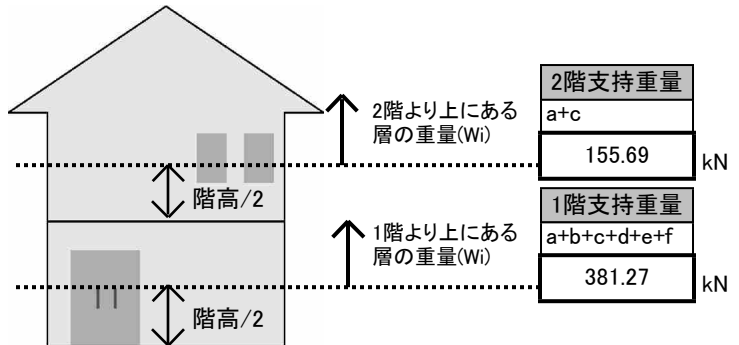 2階支持重量
a+c
155.69
kN
2階より上にある
層の重量(Wi)
階高/2
1階支持重量
a+b+c+d+e+f
381.27
kN
1階より上にある
層の重量(Wi)
階高/2